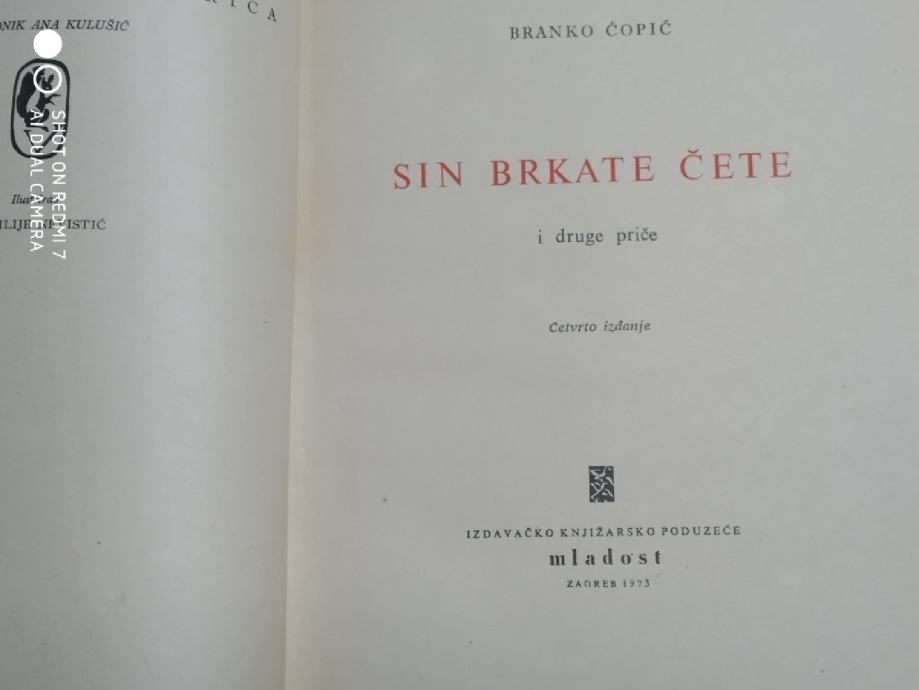 ANA KULUŠIĆ
BRANKO ĆOPIĆ
SIN BRKATE ČETE
i druge priče
Četvrto izdanje
IZDAVAČKO KNJIŽARSKO PODUZEĆE
mladost
ZAGREB 1973
SHOT ON REDMI 7
AI DUAL CAMERA